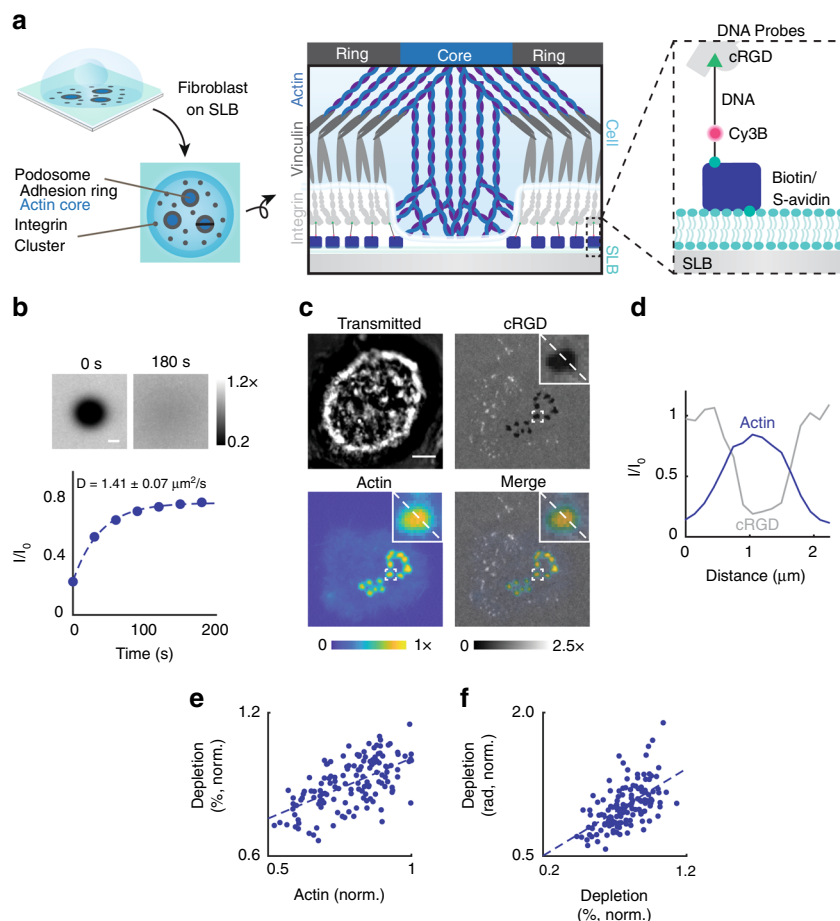 a
Ring
Core
Ring
DNA Probes
cRGD
DNA
Cy3B
Biotin/
S-avidin
SLB
Fibroblast
on SLB
Podosome
Adhesion ring
Actin core
Integrin
Cluster
Actin
Vinculin
Integrin
Cell
SLB
b
0 s
180 s
1.2×
0.2
D = 1.41 ± 0.07 μm²/s
0.8
0.4
0
I/I₀
0
100
200
Time (s)
c
Transmitted
cRGD
Actin
Merge
0
1×
0
2.5×
d
1
0.5
0
I/I₀
Actin
cRGD
0
1
2
Distance (μm)
e
1.2
0.6
Depletion
(%, norm.)
0.5
1
Actin (norm.)
f
2.0
0.5
Depletion
(rad, norm.)
0.2
1.2
Depletion
(%, norm.)